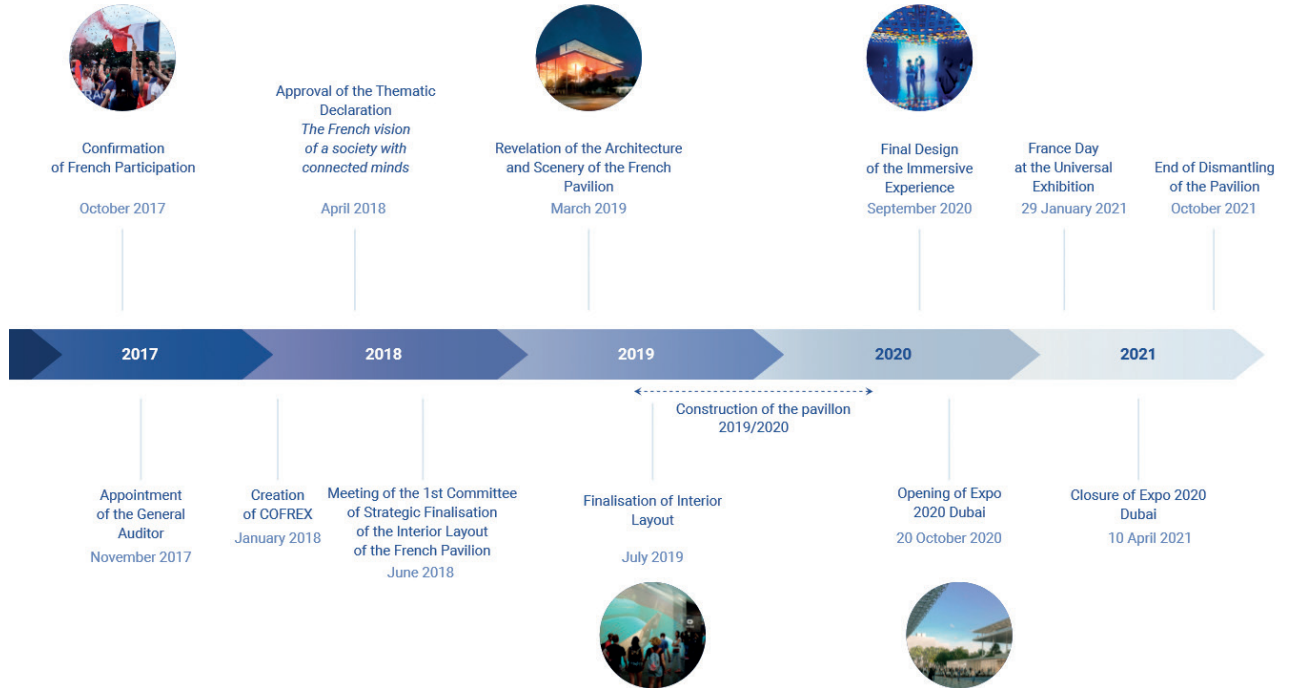 Confirmation
of French Participation
October 2017
Approval of the Thematic
Declaration
The French vision
of a society with
connected minds
April 2018
Revelation of the Architecture
and Scenery of the French
Pavilion
March 2019
Final Design
of the Immersive
Experience
September 2020
France Day
at the Universal
Exhibition
29 January 2021
End of Dismantling
of the Pavilion
October 2021
2017
2018
2019
2020
2021
Construction of the pavillon
2019/2020
Appointment
of the General
Auditor
November 2017
Creation
of COFREX
January 2018
Meeting of the 1st Committee
of Strategic Finalisation
of the Interior Layout
of the French Pavilion
June 2018
Finalisation of Interior
Layout
July 2019
Opening of Expo
2020 Dubai
20 October 2020
Closure of Expo 2020
Dubai
10 April 2021